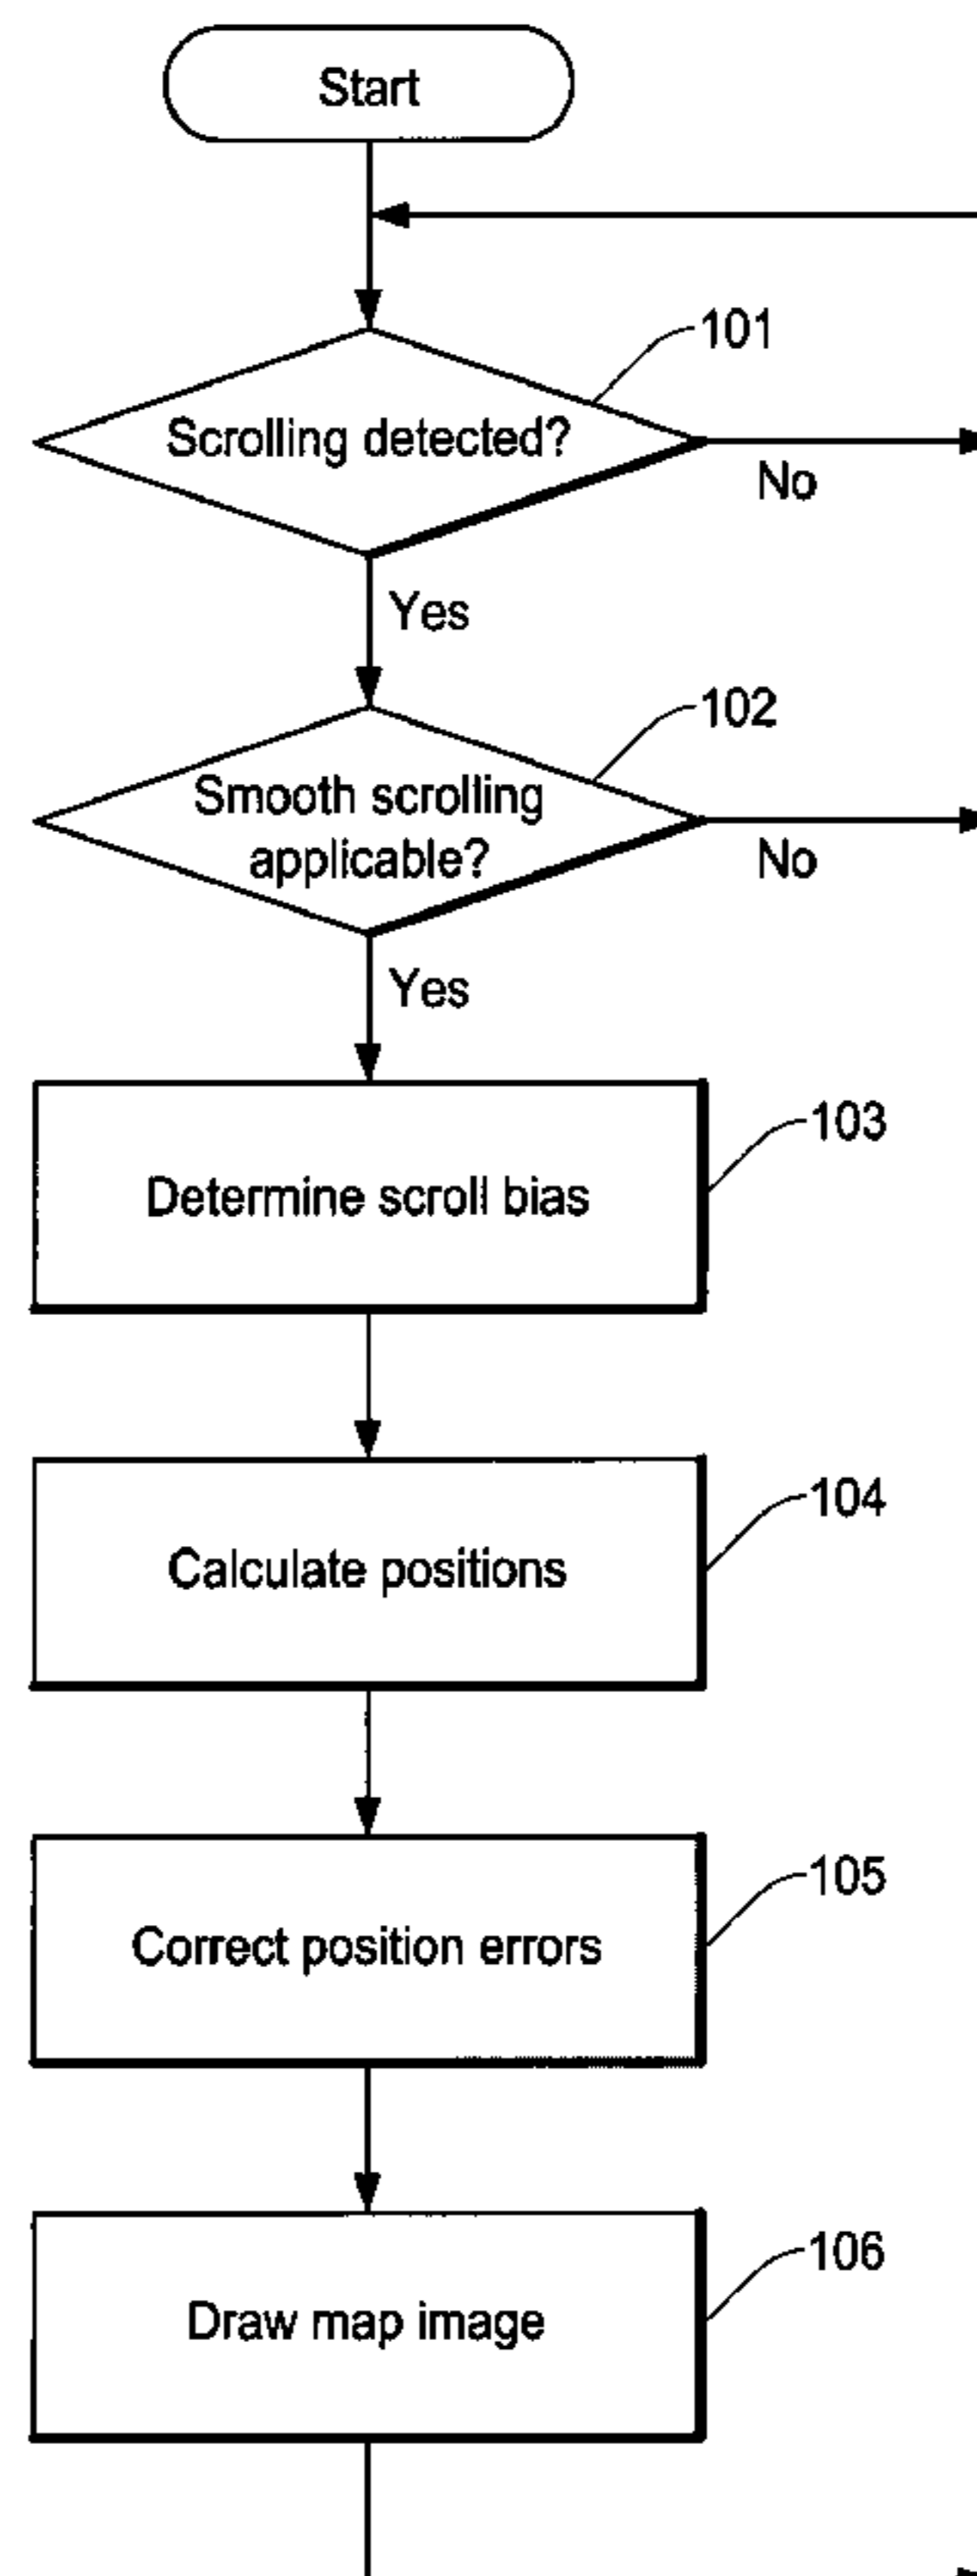 Start
101
Scrolling detected?
No
Yes
102
Smooth scrolling
applicable?
No
Yes
103
Determine scroll bias
104
Calculate positions
105
Correct position errors
106
Draw map image